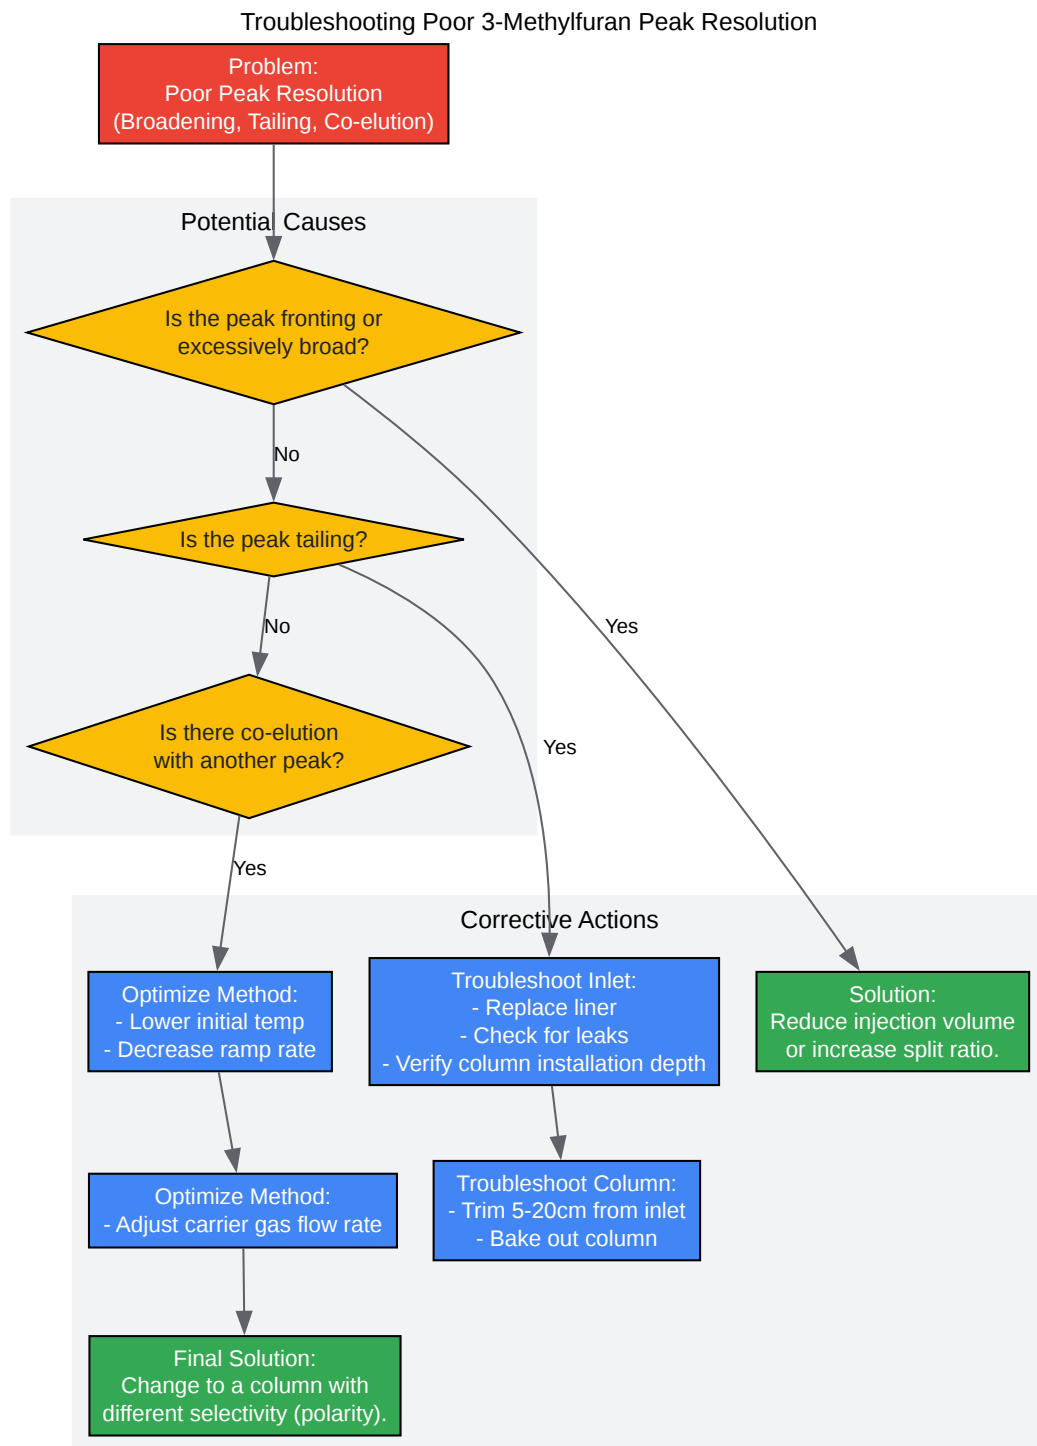 Troubleshooting Poor 3-Methylfuran Peak Resolution
Problem:
Poor Peak Resolution
(Broadening, Tailing, Co-elution)
Potential Causes
Is the peak fronting or
excessively broad?
No
Is the peak tailing?
No
Yes
Is there co-elution
with another peak?
Yes
Yes
Corrective Actions
Optimize Method:
- Lower initial temp
- Decrease ramp rate
Troubleshoot Inlet:
- Replace liner
- Check for leaks
- Verify column installation depth
Solution:
Reduce injection volume
or increase split ratio.
Optimize Method:
- Adjust carrier gas flow rate
Troubleshoot Column:
- Trim 5-20cm from inlet
- Bake out column
Final Solution:
Change to a column with
different selectivity (polarity).